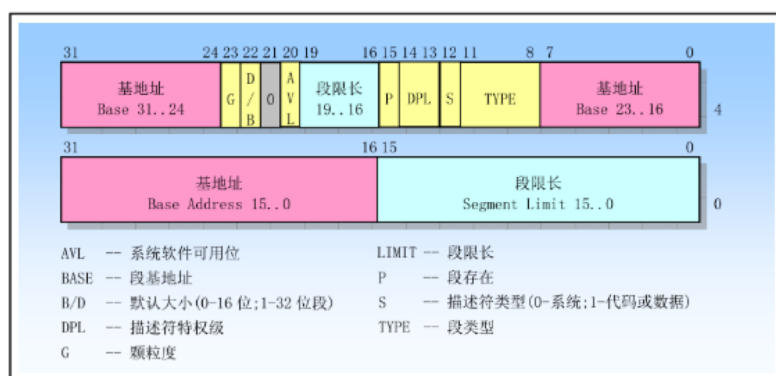 31 24 23 22 21 20 19 16 15 14 13 12 11 8 7 0
基地址 Base 31..24 G D/B 0 AVL 段限长 19..16 P DPL S TYPE 基地址 Base 23..16 4
31 16 15 0
基地址 段限长
Base Address 15..0 Segment Limit 15..0 0
AVL -- 系统软件可用位 LIMIT -- 段限长
BASE -- 段基地址 P -- 段存在
B/D -- 默认大小(0-16 位;1-32 位段) S -- 描述符类型(0-系统;1-代码或数据)
DPL -- 描述符特权级 TYPE -- 段类型
G -- 颗粒度